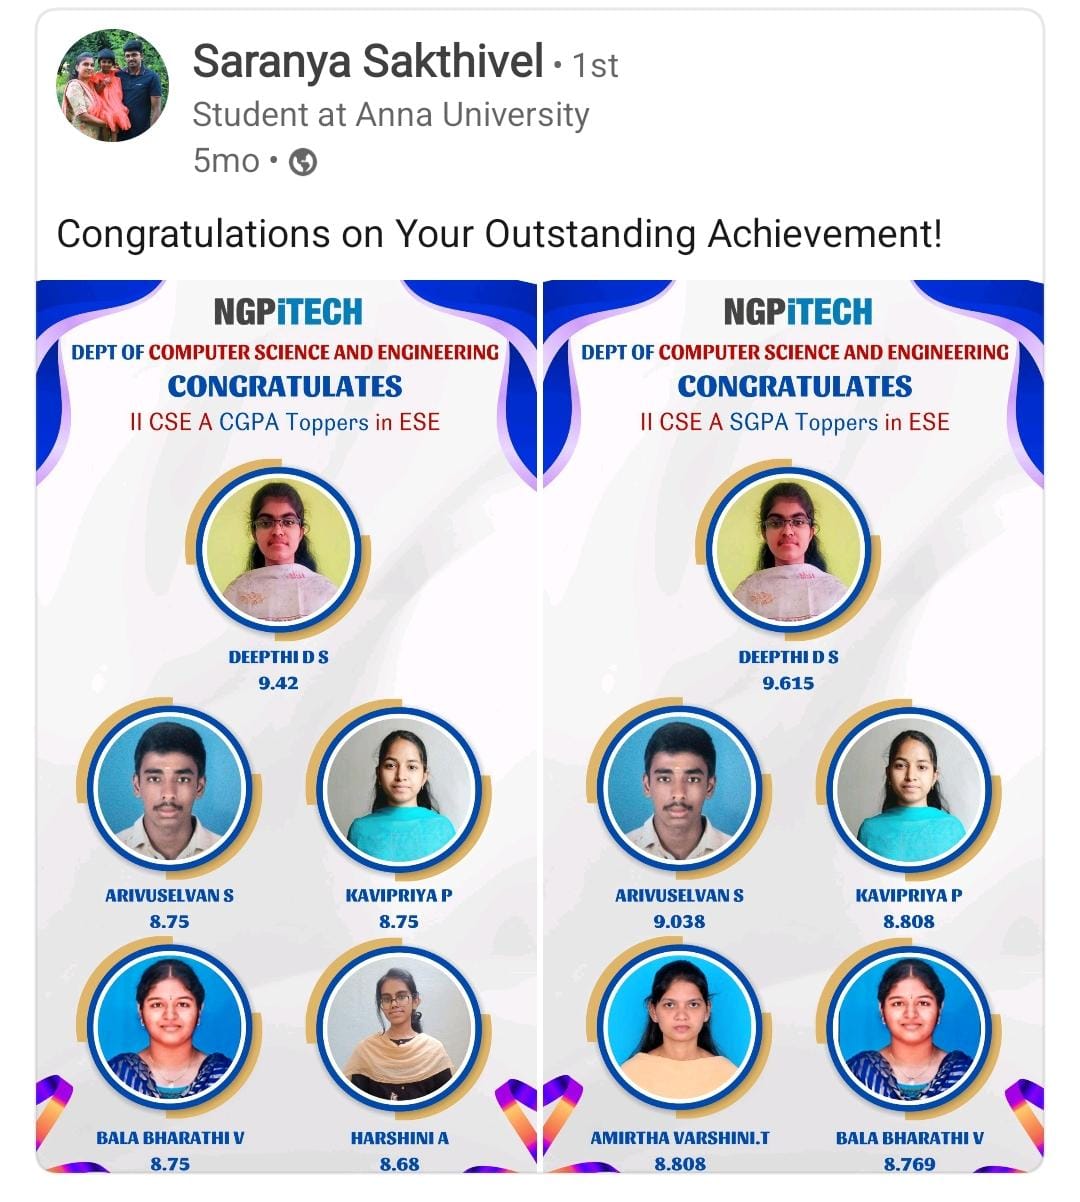 Saranya Sakthivel • 1st
Student at Anna University
5mo •
Congratulations on Your Outstanding Achievement!
NGPiTECH
DEPT OF COMPUTER SCIENCE AND ENGINEERING
CONGRATULATES
II CSE A CGPA Toppers in ESE
DEEPTHI D S
9.42
ARIVUSELVAN S
8.75
KAVIPRIYA P
8.75
BALA BHARATHI V
8.75
HARSHINI A
8.68
NGPiTECH
DEPT OF COMPUTER SCIENCE AND ENGINEERING
CONGRATULATES
II CSE A SGPA Toppers in ESE
DEEPTHI D S
9.615
ARIVUSELVAN S
9.038
KAVIPRIYA P
8.808
AMIRTHA VARSHINI.T
8.808
BALA BHARATHI V
8.769